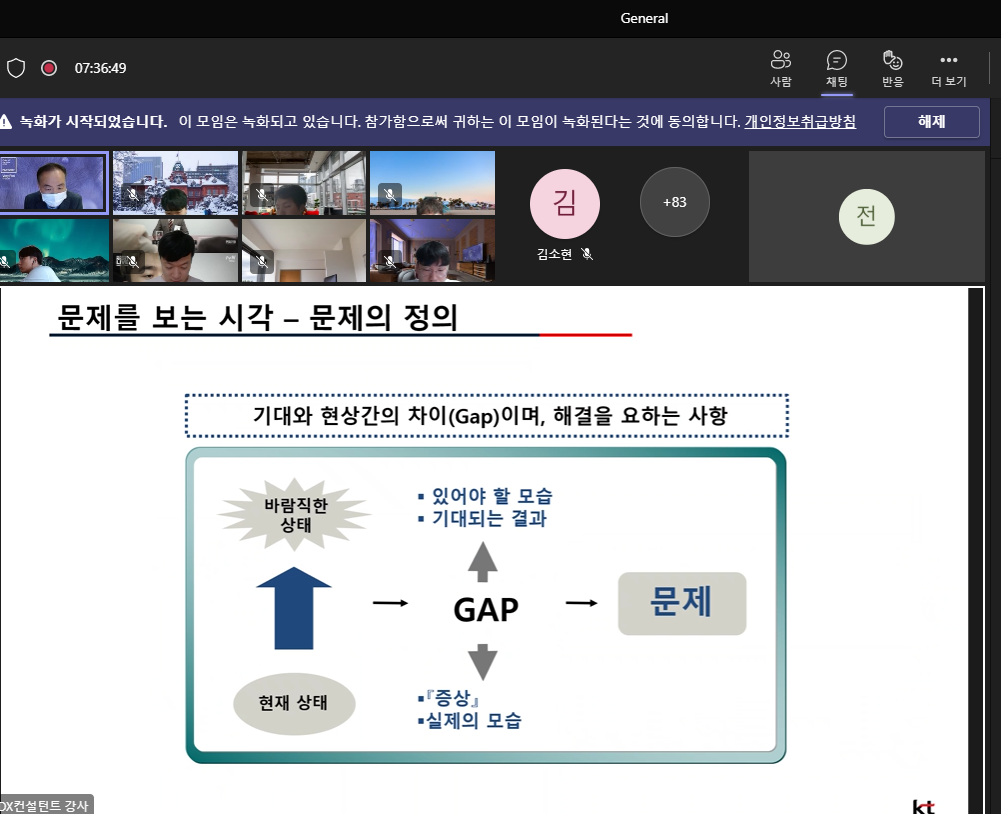 General
07:36:49
사람
채팅
반응
더 보기
녹화가 시작되었습니다. 이 모임은 녹화되고 있습니다. 참가함으로써 귀하는 이 모임이 녹화된다는 것에 동의합니다. 개인정보취급방침
해제
김
+83
전
김소현
문제를 보는 시각 – 문제의 정의
기대와 현상간의 차이(Gap)이며, 해결을 요하는 사항
바람직한
상태
▪ 있어야 할 모습
▪ 기대되는 결과
GAP
문제
현재 상태
▪『증상』
▪실제의 모습
DX컨설턴트 강사
kt